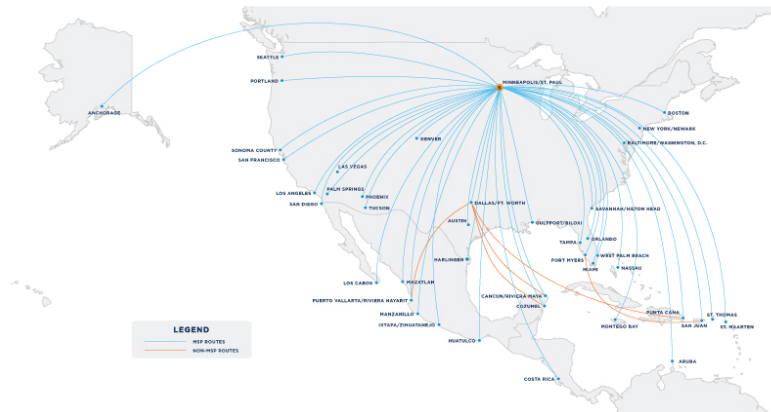 SEATTLE
MINNEAPOLIS/ST. PAUL
PORTLAND
ANCHORAGE
BOSTON
NEW YORK/NEWARK
DENVER
BALTIMORE/WASHINGTON, D.C.
SONOMA COUNTY
SAN FRANCISCO
LAS VEGAS
LOS ANGELES
PALM SPRINGS
PHOENIX
SAN DIEGO
TUCSON
DALLAS/FT. WORTH
SAVANNAH/HILTON HEAD
AUSTIN
GULFPORT/BILOXI
ORLANDO
TAMPA
HARLINGEN
FORT MYERS
WEST PALM BEACH
MIAMI
NASSAU
LOS CABOS
MAZATLAN
CANCUN/RIVIERA MAYA
PUERTO VALLARTA/RIVIERA NAYARIT
COZUMEL
MANZANILLO
PUNTA CANA
ST. THOMAS
IXTAPA/ZIHUATANEJO
MONTEGO BAY
SAN JUAN
ST. MAARTEN
HUATULCO
ARUBA
COSTA RICA
LEGEND
MSP ROUTES
NON-MSP ROUTES